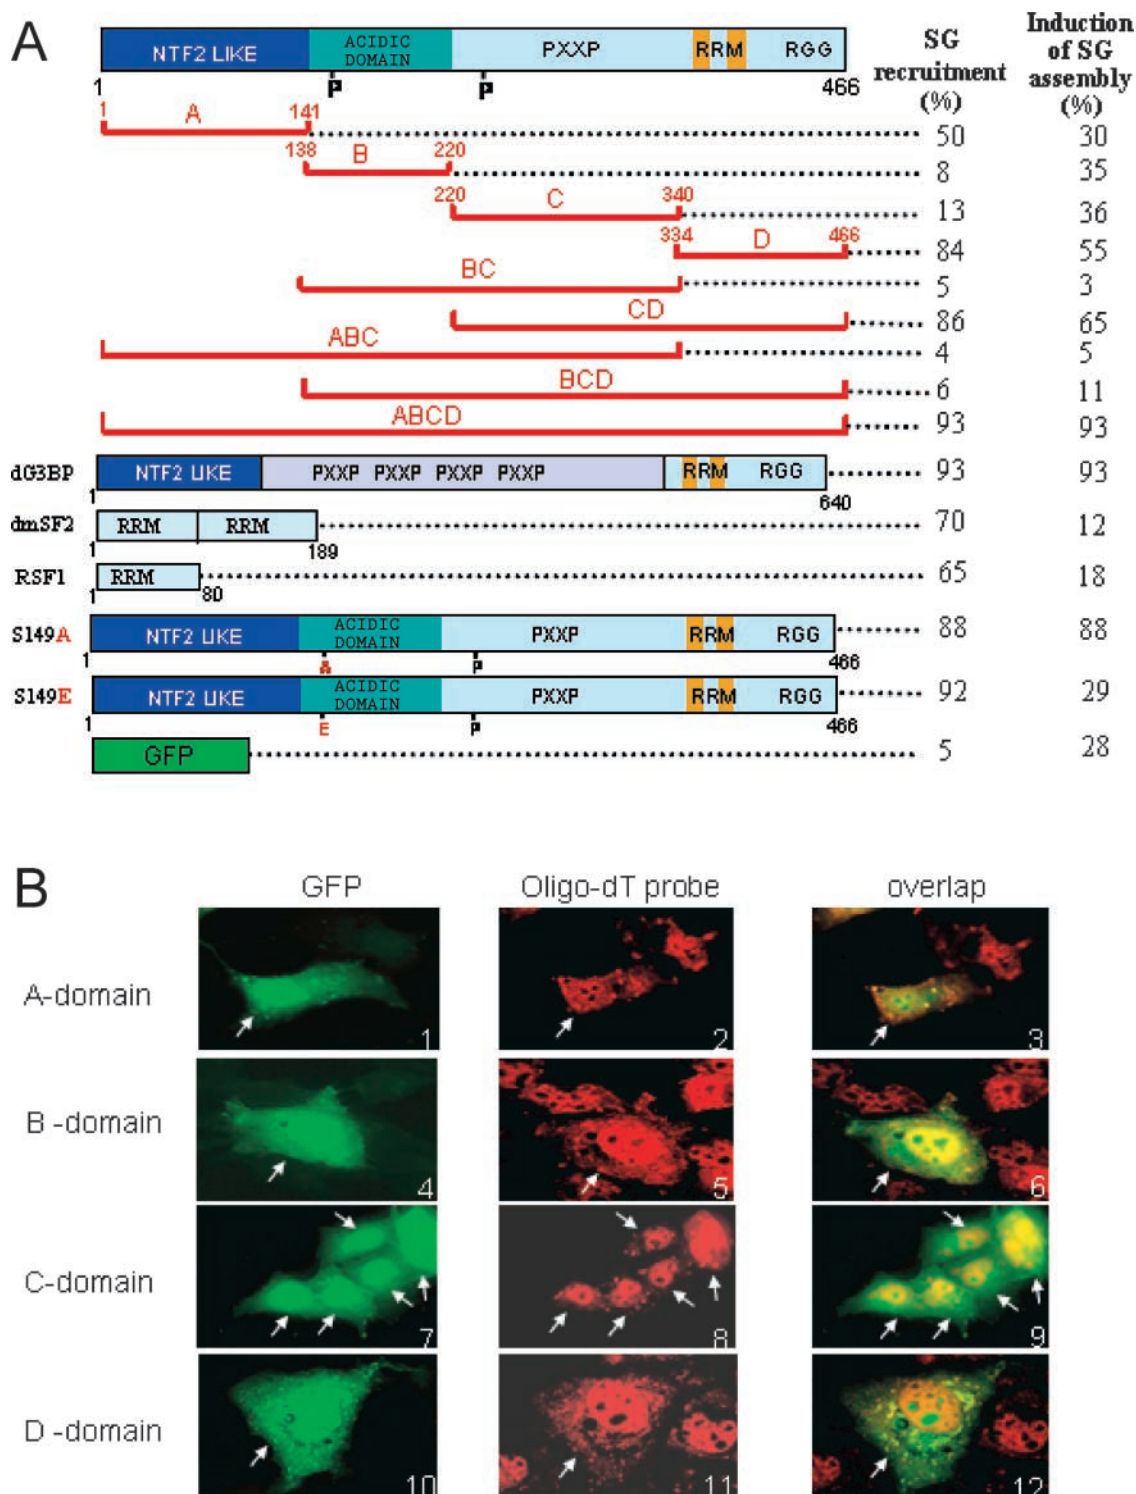 A
NTF2 LIKE ACIDIC DOMAIN PXXP RRM RGG
SG recruitment (%)
Induction of SG assembly (%)
1 P P 466
1 A 141 50 30
138 B 220 8 35
220 C 340 13 36
334 D 466 84 55
BC 5 3
CD 86 65
ABC 4 5
BCD 6 11
ABCD 93 93
dG3BP NTF2 LIKE PXXP PXXP PXXP PXXP RRM RGG 93 93
1 640
dmSF2 RRM RRM 70 12
1 189
RSF1 RRM 65 18
1 80
S149A NTF2 LIKE ACIDIC DOMAIN PXXP RRM RGG 88 88
1 A P 466
S149E NTF2 LIKE ACIDIC DOMAIN PXXP RRM RGG 92 29
1 E P 466
GFP 5 28
B
GFP Oligo-dT probe overlap
A-domain 1 2 3
B -domain 4 5 6
C-domain 7 8 9
D -domain 10 11 12